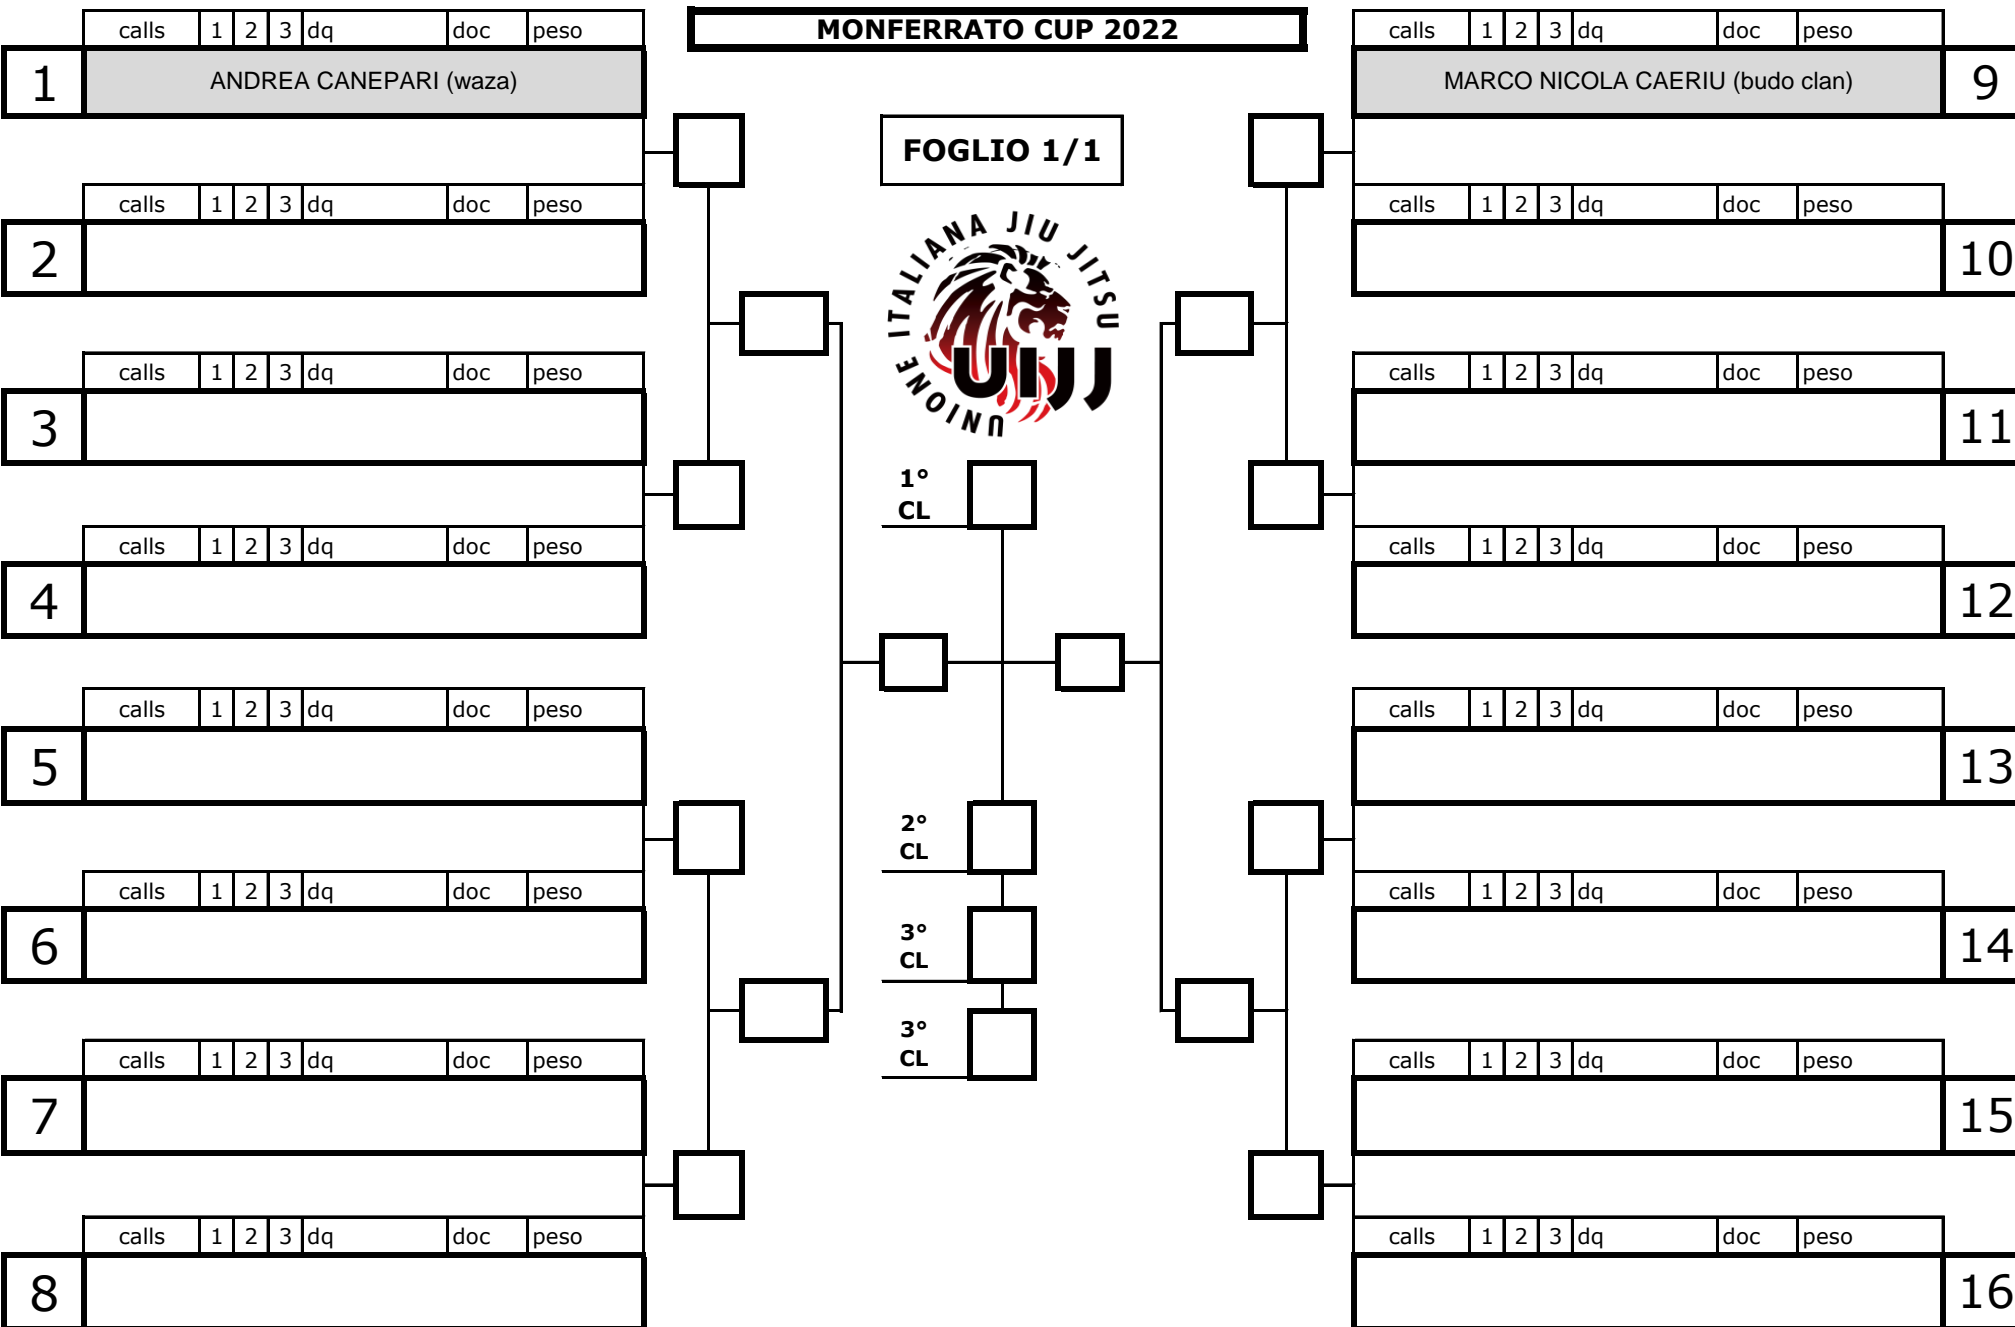 MONFERRATO CUP 2022
calls 1 2 3 dq doc peso
1 ANDREA CANEPARI (waza)
calls 1 2 3 dq doc peso
2
calls 1 2 3 dq doc peso
3
calls 1 2 3 dq doc peso
4
calls 1 2 3 dq doc peso
5
calls 1 2 3 dq doc peso
6
calls 1 2 3 dq doc peso
7
calls 1 2 3 dq doc peso
8
FOGLIO 1/1
UNIONE ITALIANA JIU JITSU
UIJJ
1°
CL
2°
CL
3°
CL
3°
CL
calls 1 2 3 dq doc peso
MARCO NICOLA CAERIU (budo clan) 9
calls 1 2 3 dq doc peso
10
calls 1 2 3 dq doc peso
11
calls 1 2 3 dq doc peso
12
calls 1 2 3 dq doc peso
13
calls 1 2 3 dq doc peso
14
calls 1 2 3 dq doc peso
15
calls 1 2 3 dq doc peso
16